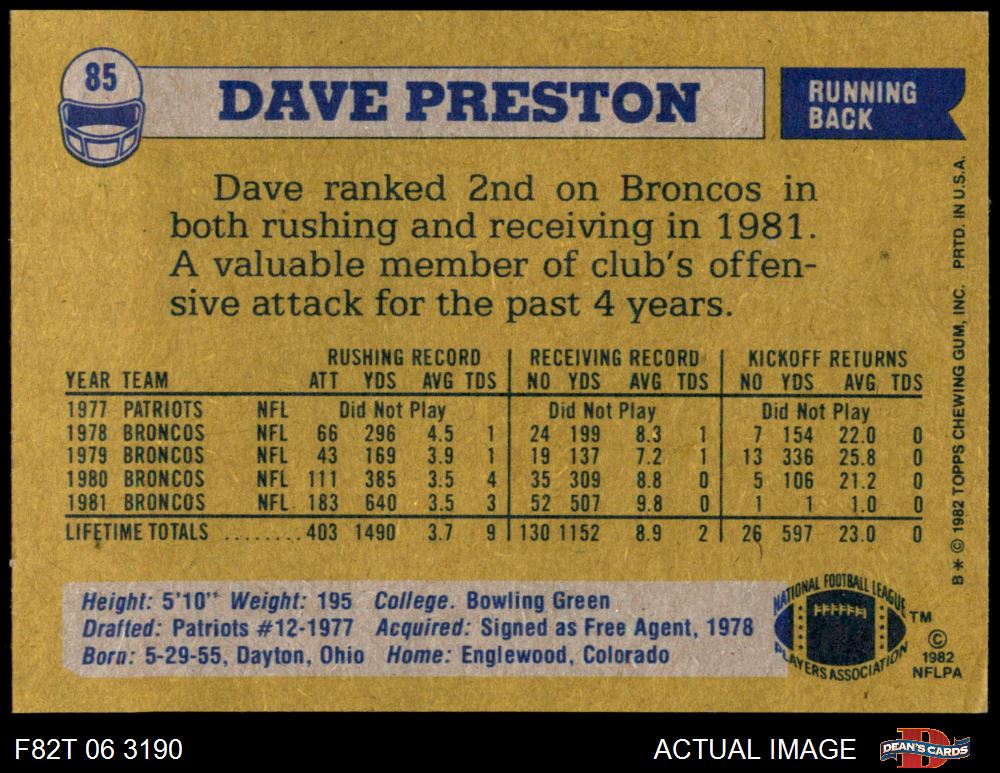 85
DAVE PRESTON
RUNNING
BACK
Dave ranked 2nd on Broncos in
both rushing and receiving in 1981.
A valuable member of club's offen-
sive attack for the past 4 years.
RUSHING RECORD RECEIVING RECORD KICKOFF RETURNS
YEAR TEAM ATT YDS AVG TDS NO YDS AVG TDS NO YDS AVG TDS
1977 PATRIOTS NFL Did Not Play Did Not Play Did Not Play
1978 BRONCOS NFL 66 296 4.5 1 24 199 8.3 1 7 154 22.0 0
1979 BRONCOS NFL 43 169 3.9 1 19 137 7.2 1 13 336 25.8 0
1980 BRONCOS NFL 111 385 3.5 4 35 309 8.8 0 5 106 21.2 0
1981 BRONCOS NFL 183 640 3.5 3 52 507 9.8 0 1 1 1.0 0
LIFETIME TOTALS ........ 403 1490 3.7 9 130 1152 8.9 2 26 597 23.0 0
Height: 5'10" Weight: 195 College. Bowling Green
Drafted: Patriots #12-1977 Acquired: Signed as Free Agent, 1978
Born: 5-29-55, Dayton, Ohio Home: Englewood, Colorado
NATIONAL FOOTBALL LEAGUE
PLAYERS ASSOCIATION
TM
©
1982
NFLPA
B * © 1982 TOPPS CHEWING GUM, INC. PRTD. IN U.S.A.
F82T 06 3190
ACTUAL IMAGE
DEAN'S CARDS